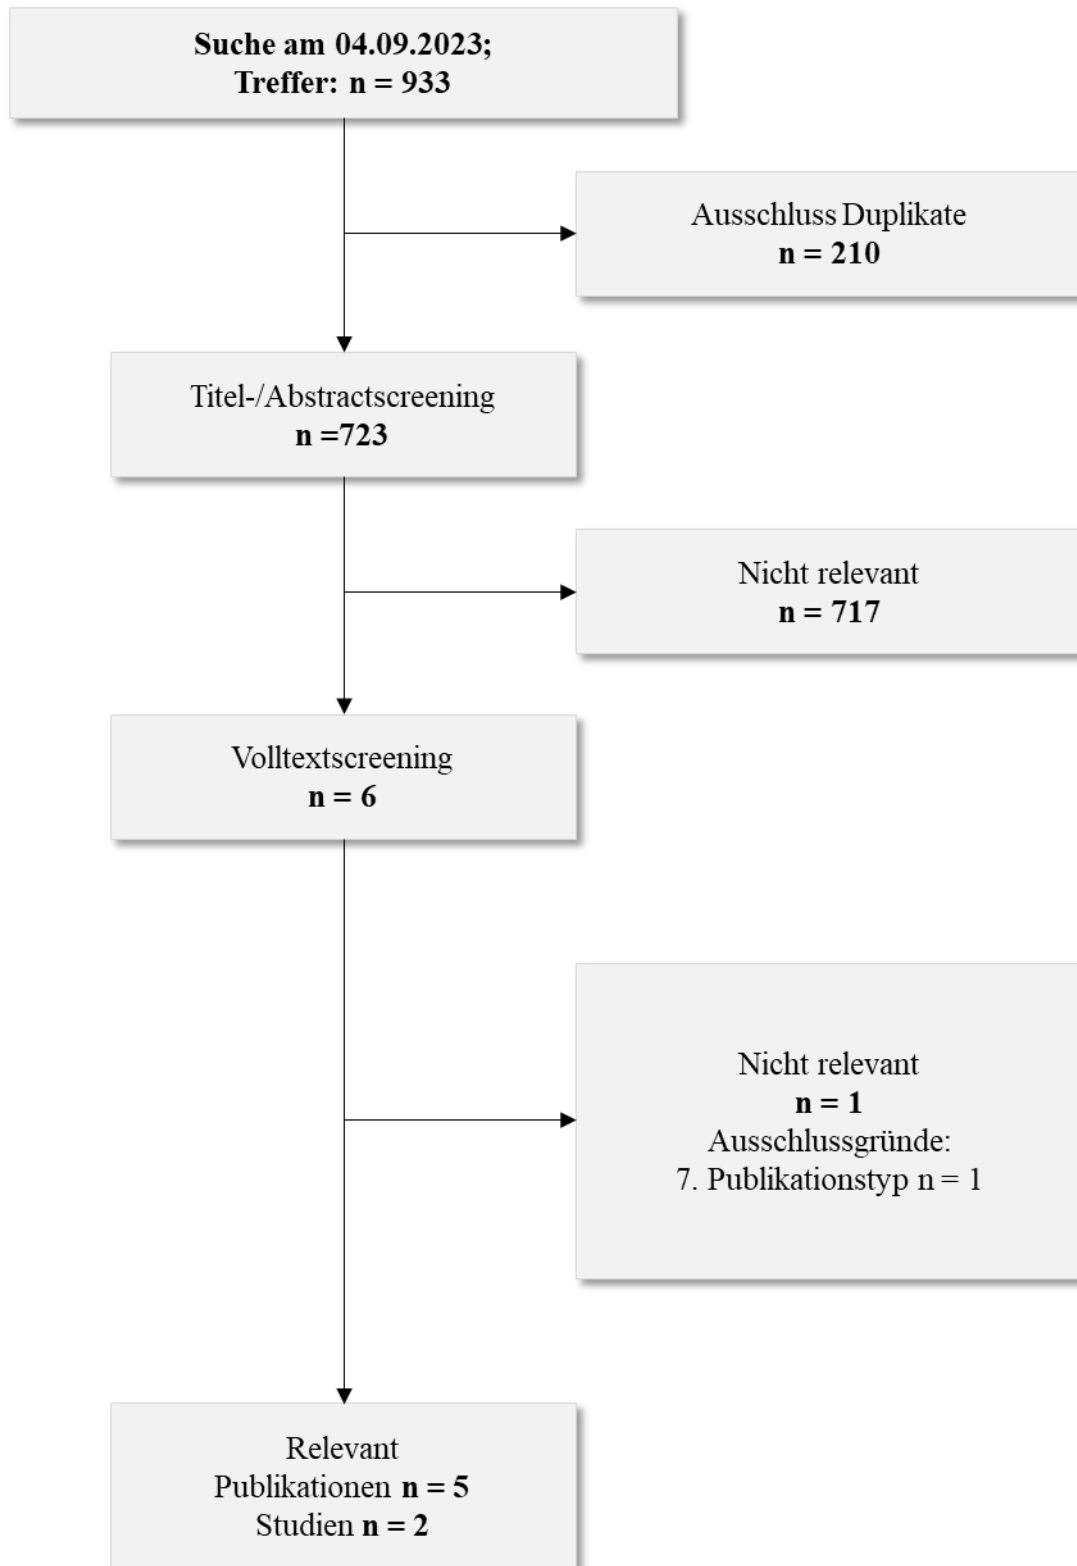 Suche am 04.09.2023;
Treffer: n = 933
Ausschluss Duplikate
n = 210
Titel-/Abstractscreening
n =723
Nicht relevant
n = 717
Volltextscreening
n = 6
Nicht relevant
n = 1
Ausschlussgründe:
7. Publikationstyp n = 1
Relevant
Publikationen n = 5
Studien n = 2